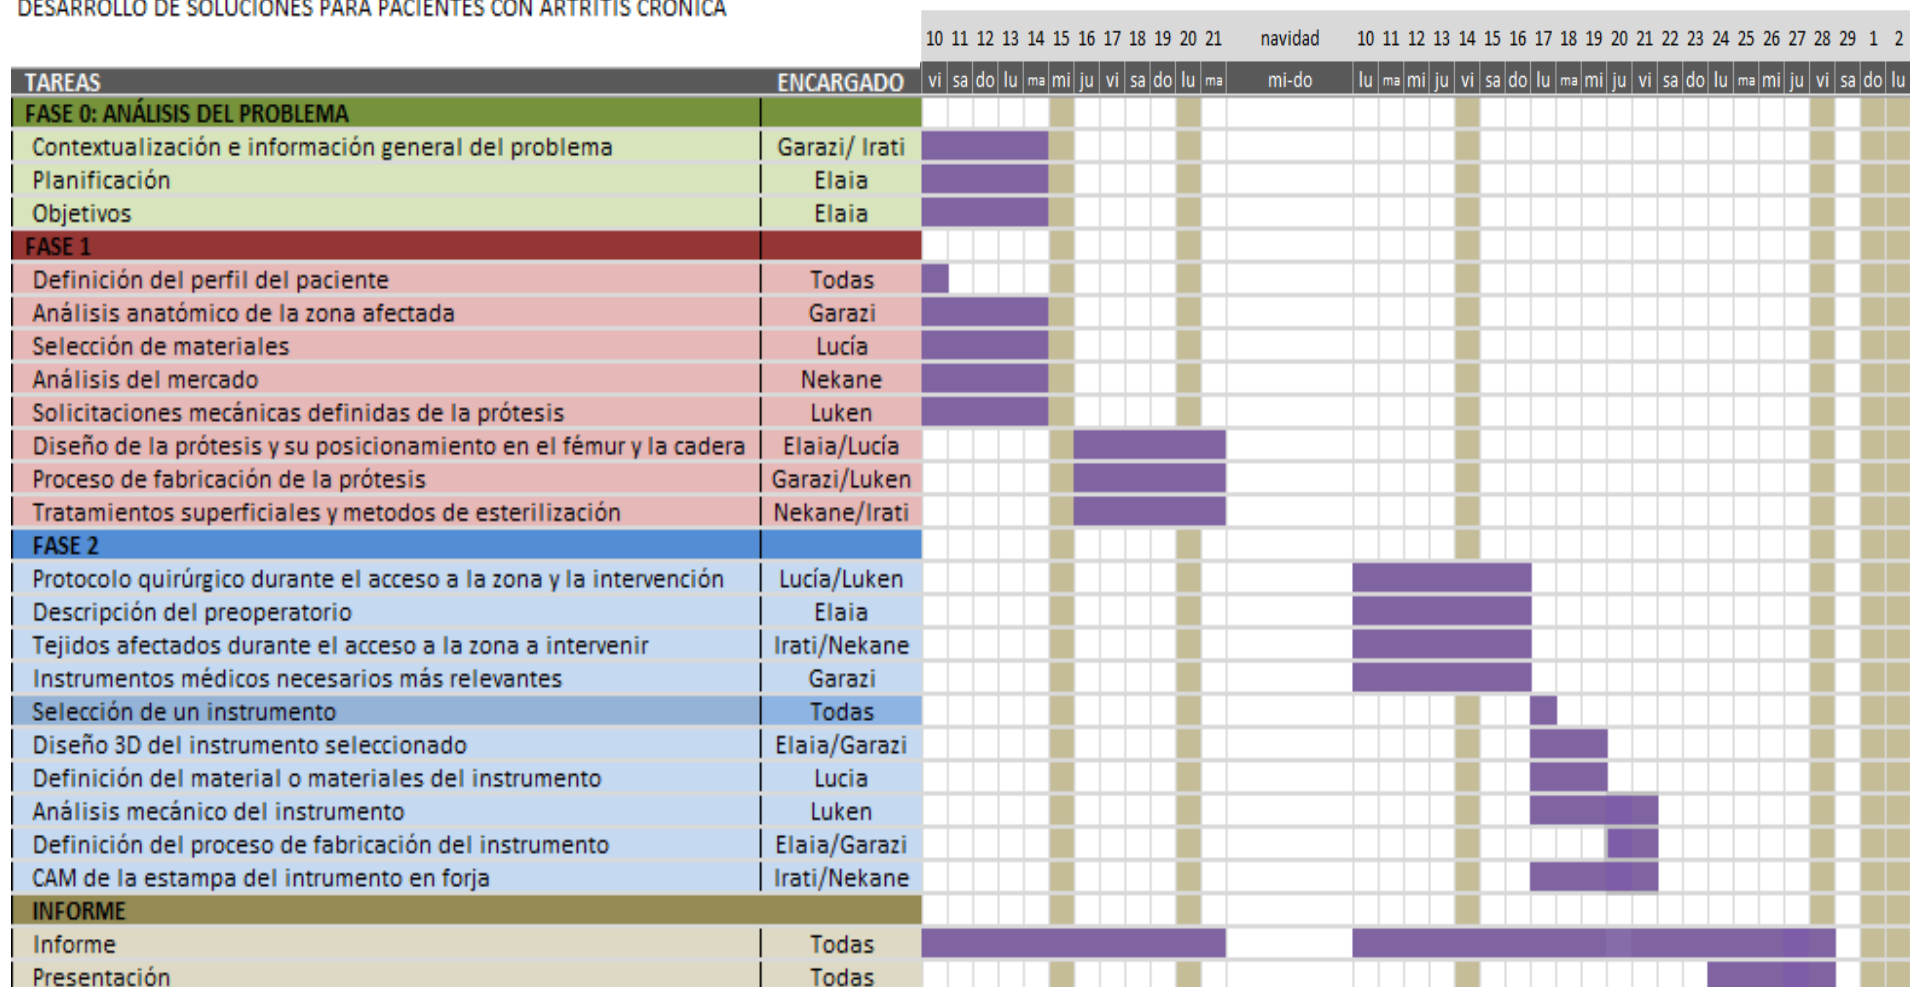 DESARROLLO DE SOLUCIONES PARA PACIENTES CON ARTRITIS CRÓNICA
10 11 12 13 14 15 16 17 18 19 20 21 navidad 10 11 12 13 14 15 16 17 18 19 20 21 22 23 24 25 26 27 28 29 1 2
TAREAS ENCARGADO vi sa do lu ma mi ju vi sa do lu ma mi-do lu ma mi ju vi sa do lu ma mi ju vi sa do lu ma mi ju vi sa do lu
FASE 0: ANÁLISIS DEL PROBLEMA
Contextualización e información general del problema Garazi/ Irati
Planificación Elaia
Objetivos Elaia
FASE 1
Definición del perfil del paciente Todas
Análisis anatómico de la zona afectada Garazi
Selección de materiales Lucía
Análisis del mercado Nekane
Solicitaciones mecánicas definidas de la prótesis Luken
Diseño de la prótesis y su posicionamiento en el fémur y la cadera Elaia/Lucía
Proceso de fabricación de la prótesis Garazi/Luken
Tratamientos superficiales y metodos de esterilización Nekane/Irati
FASE 2
Protocolo quirúrgico durante el acceso a la zona y la intervención Lucía/Luken
Descripción del preoperatorio Elaia
Tejidos afectados durante el acceso a la zona a intervenir Irati/Nekane
Instrumentos médicos necesarios más relevantes Garazi
Selección de un instrumento Todas
Diseño 3D del instrumento seleccionado Elaia/Garazi
Definición del material o materiales del instrumento Lucia
Análisis mecánico del instrumento Luken
Definición del proceso de fabricación del instrumento Elaia/Garazi
CAM de la estampa del intrumento en forja Irati/Nekane
INFORME
Informe Todas
Presentación Todas